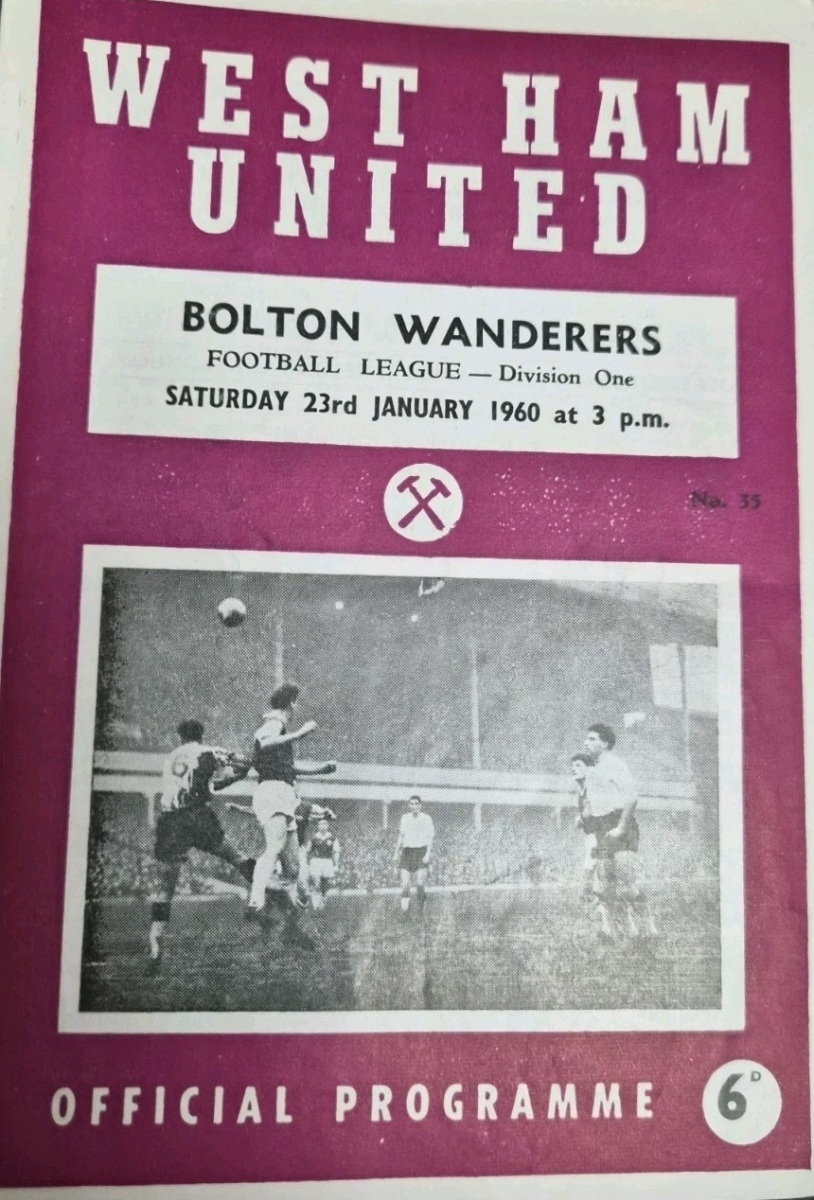 WEST HAM
UNITED
BOLTON WANDERERS
FOOTBALL LEAGUE — Division One
SATURDAY 23rd JANUARY 1960 at 3 p.m.
No. 35
OFFICIAL PROGRAMME
6D